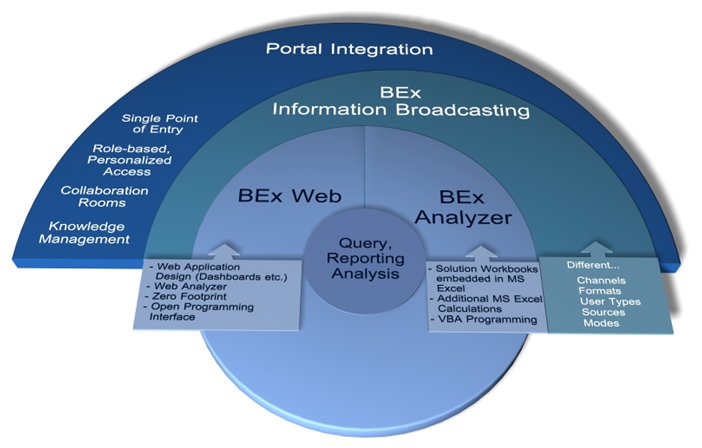 Portal Integration
BEx
Information Broadcasting
Single Point
of Entry
Role-based,
Personalized
Access
Collaboration
Rooms
Knowledge
Management
BEx Web
BEx
Analyzer
Query,
Reporting
Analysis
- Web Application
Design (Dashboards etc.)
- Web Analyzer
- Zero Footprint
- Open Programming
Interface
- Solution Workbooks
embedded in MS
Excel
- Additional MS Excel
Calculations
- VBA Programming
Different...
Channels
Formats
User Types
Sources
Modes